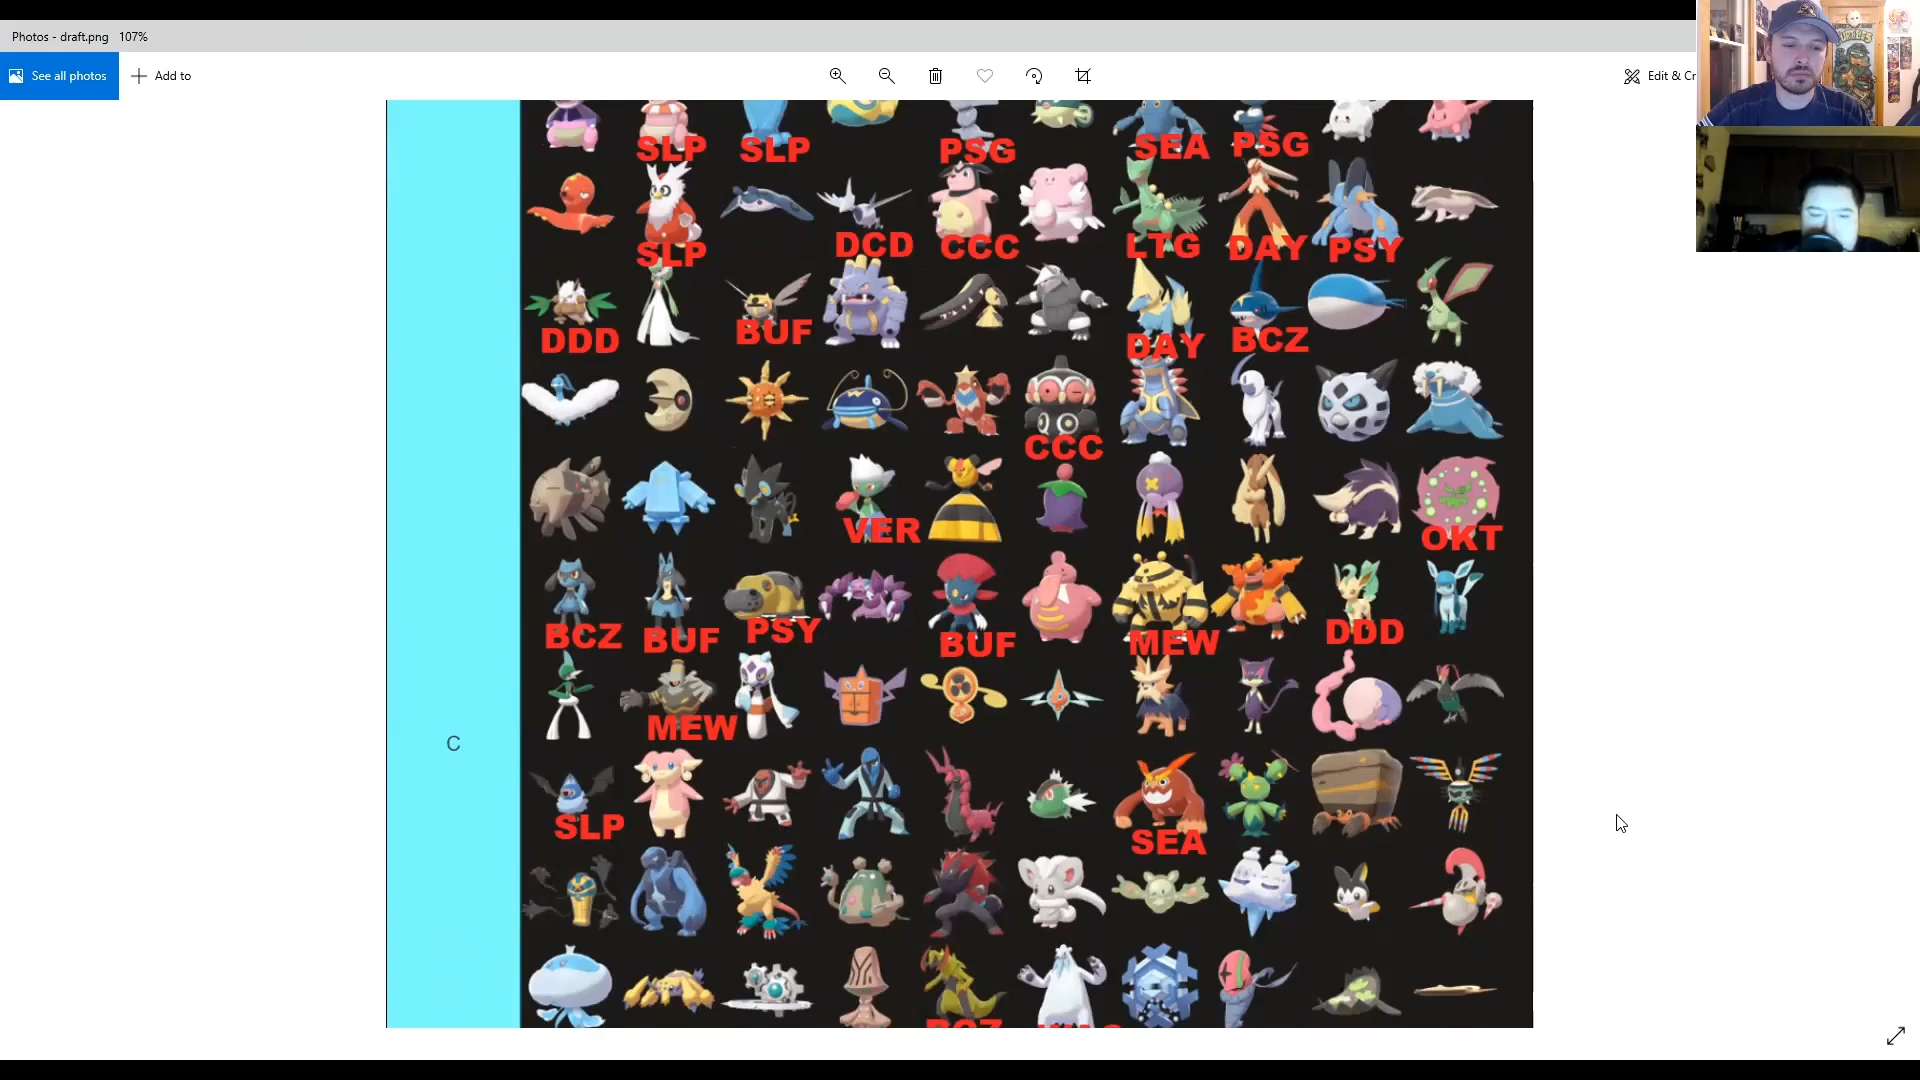 Photos - draft.png 107%
See all photos
Add to
Edit & Cr
SLP SLP PSG SEA PSG
SLP DCD CCC LTG DAY PSY
DDD BUF DAY BCZ
CCC
VER OKT
BCZ BUF PSY BUF MEW DDD
MEW
C
SLP SEA
BCZ